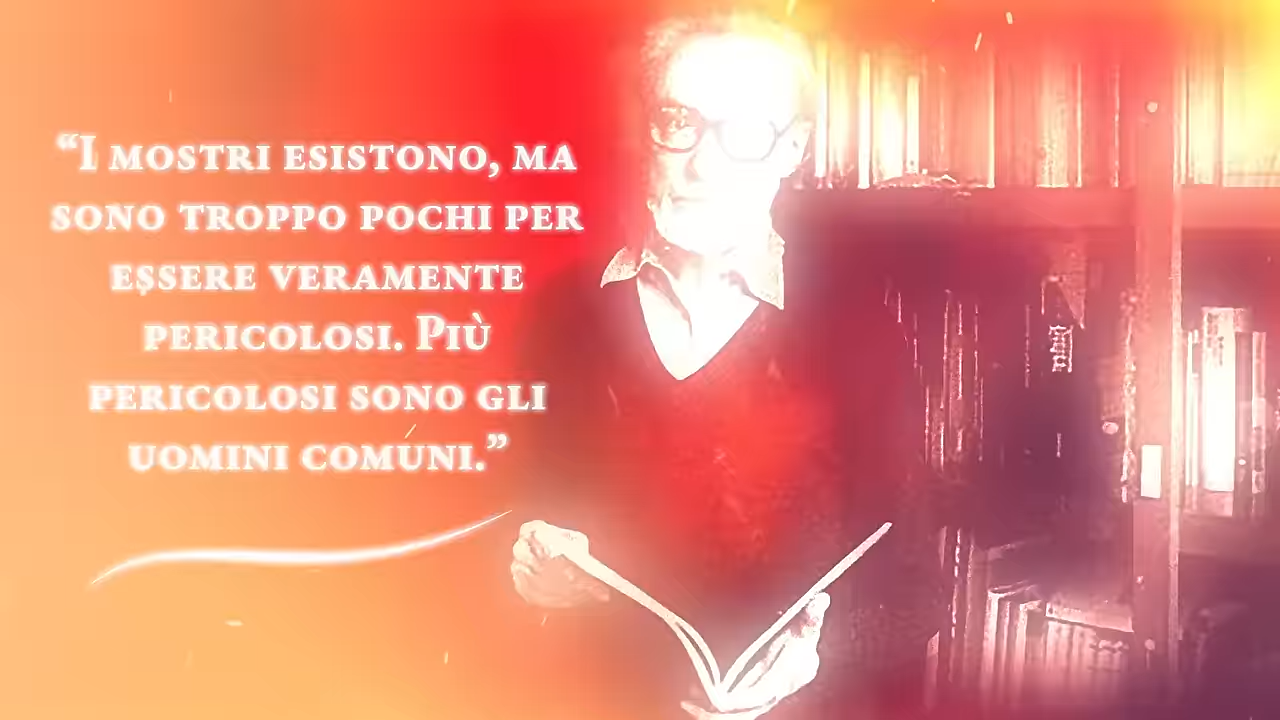 “I mostri esistono, ma
sono troppo pochi per
essere veramente
pericolosi. Più
pericolosi sono gli
uomini comuni.”